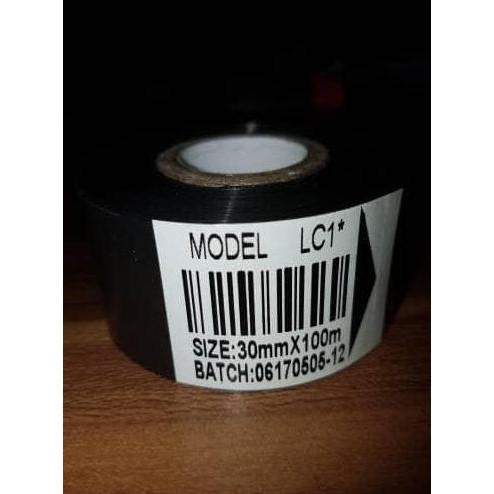 MODEL LC1*
SIZE:30mmX100m
BATCH:06170505-12